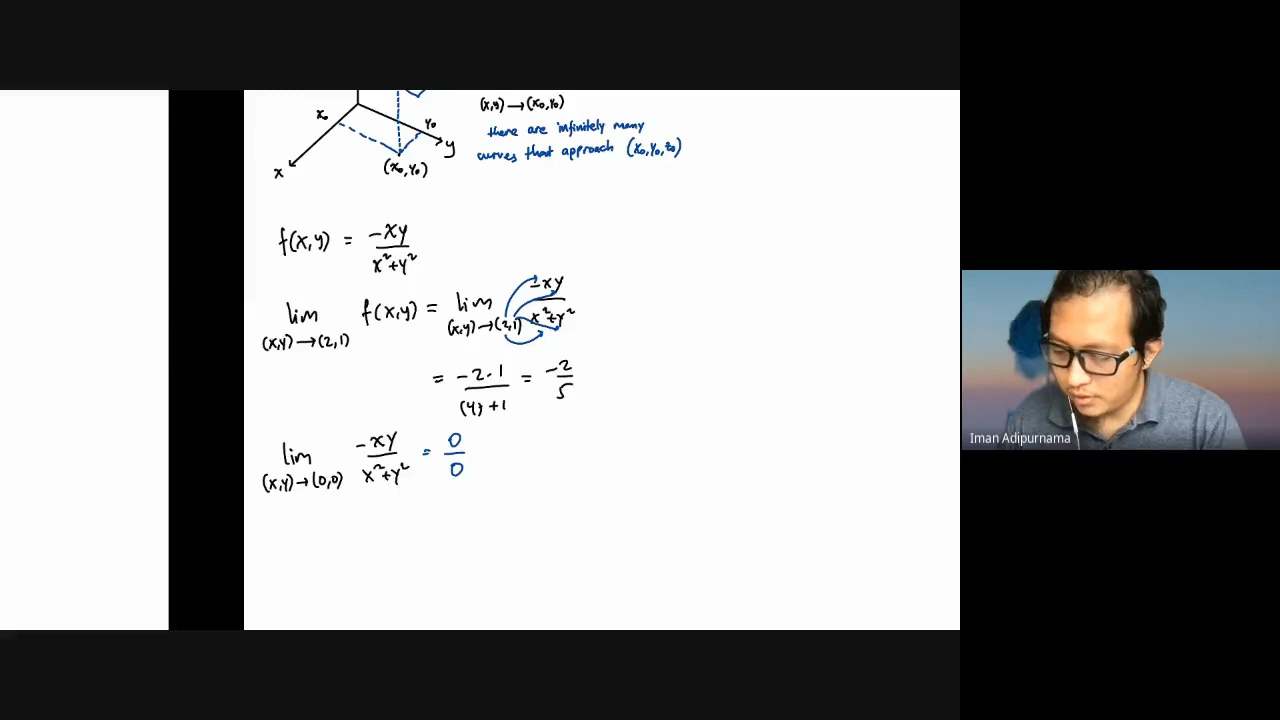 x₀
y₀
y
x
(x₀,y₀)
(x,y) → (x₀,y₀)
there are infinitely many
curves that approach (x₀,y₀,z₀)
f(x,y) = -xy / x²+y²
lim (x,y)→(2,1) f(x,y) = lim (x,y)→(2,1) -xy / x²+y²
= -2·1 / (4)+1 = -2 / 5
lim (x,y)→(0,0) -xy / x²+y² = 0 / 0
Iman Adipurnama